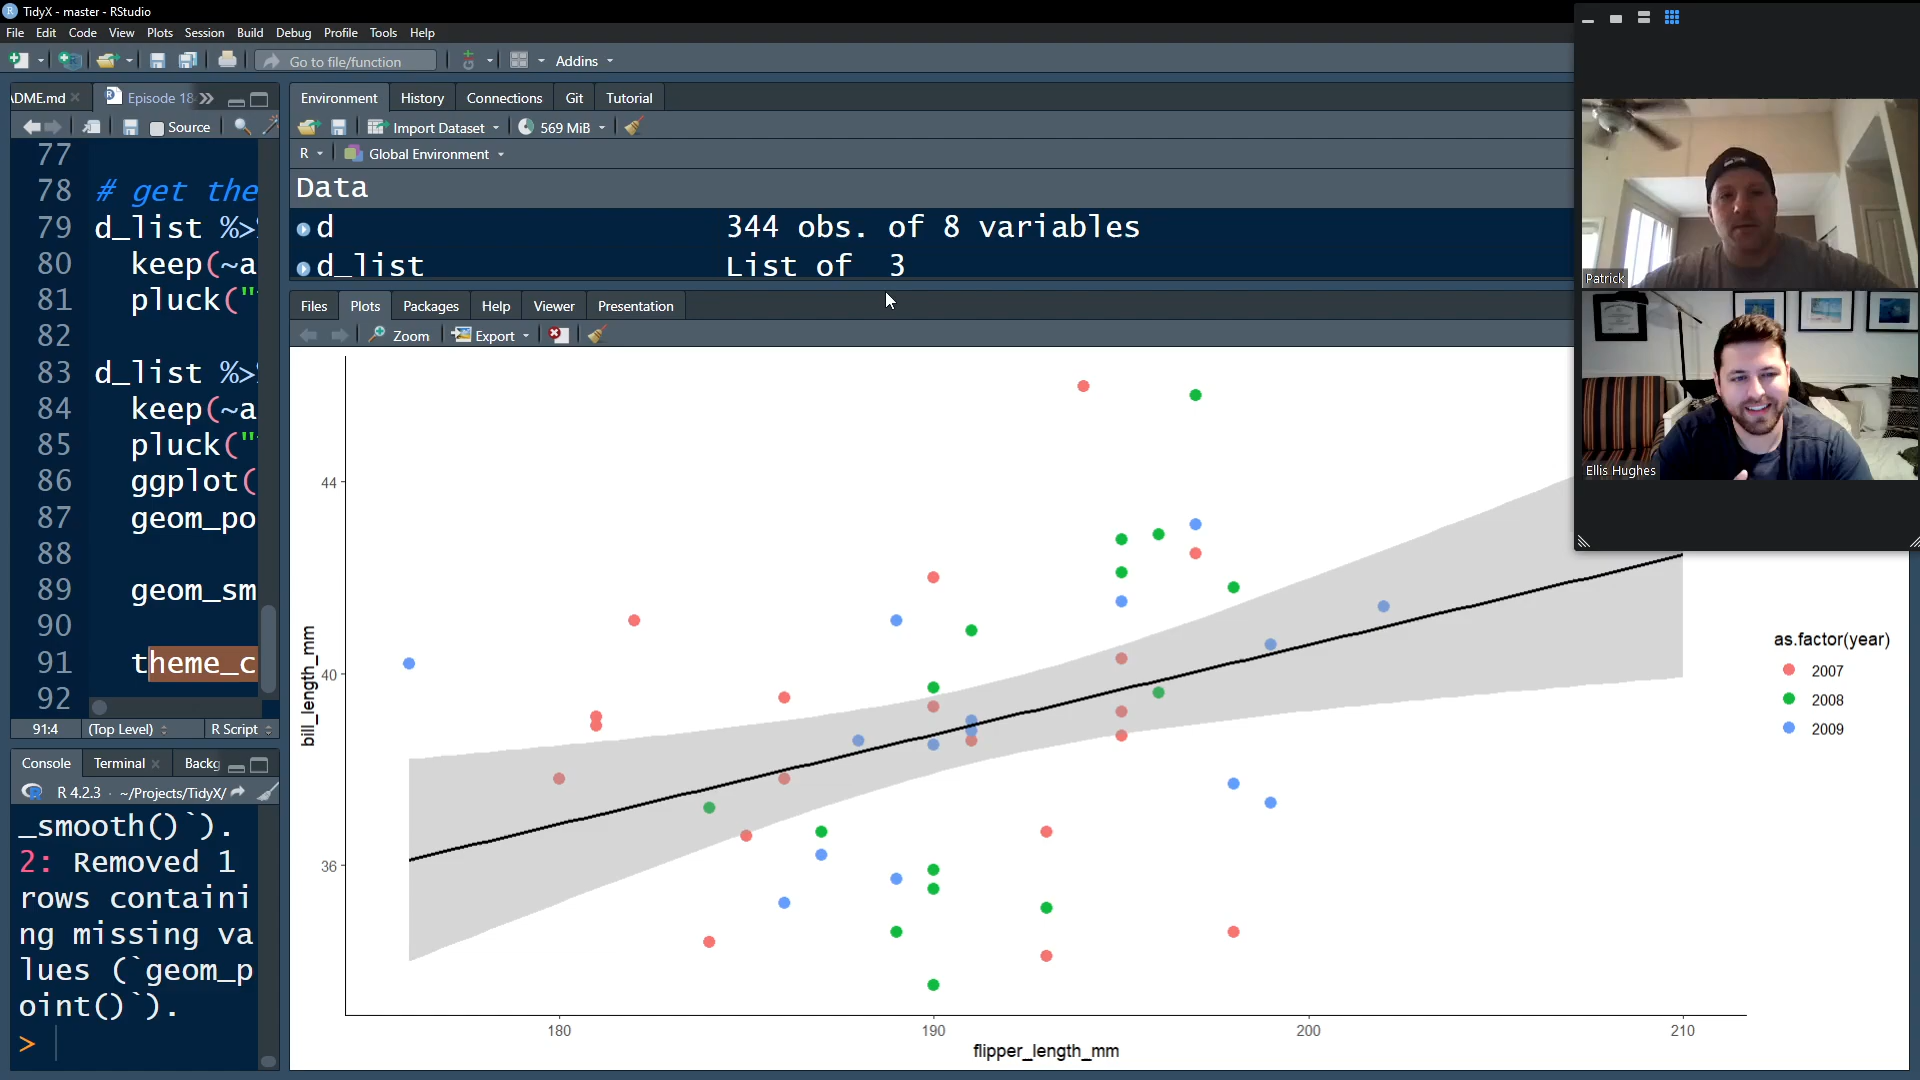 TidyX - master - RStudio
File Edit Code View Plots Session Build Debug Profile Tools Help
Go to file/function
Addins
Episode 18
Source
77
78 # get the
79 d_list %>
80 keep(~a
81 pluck("
82
83 d_list %>
84 keep(~a
85 pluck("
86 ggplot(
87 geom_po
88
89 geom_sm
90
91 theme_c
92
91:4 (Top Level) R Script
Console Terminal Backg
R 4.2.3 · ~/Projects/TidyX/
_smooth()`).
2: Removed 1
rows containi
ng missing va
lues (`geom_p
oint()`).
>
Environment History Connections Git Tutorial
Import Dataset 569 MiB
R Global Environment
Data
d 344 obs. of 8 variables
d_list List of 3
Files Plots Packages Help Viewer Presentation
Zoom Export
44
40
36
bill_length_mm
180 190 200 210
flipper_length_mm
as.factor(year)
2007
2008
2009
Patrick
Ellis Hughes